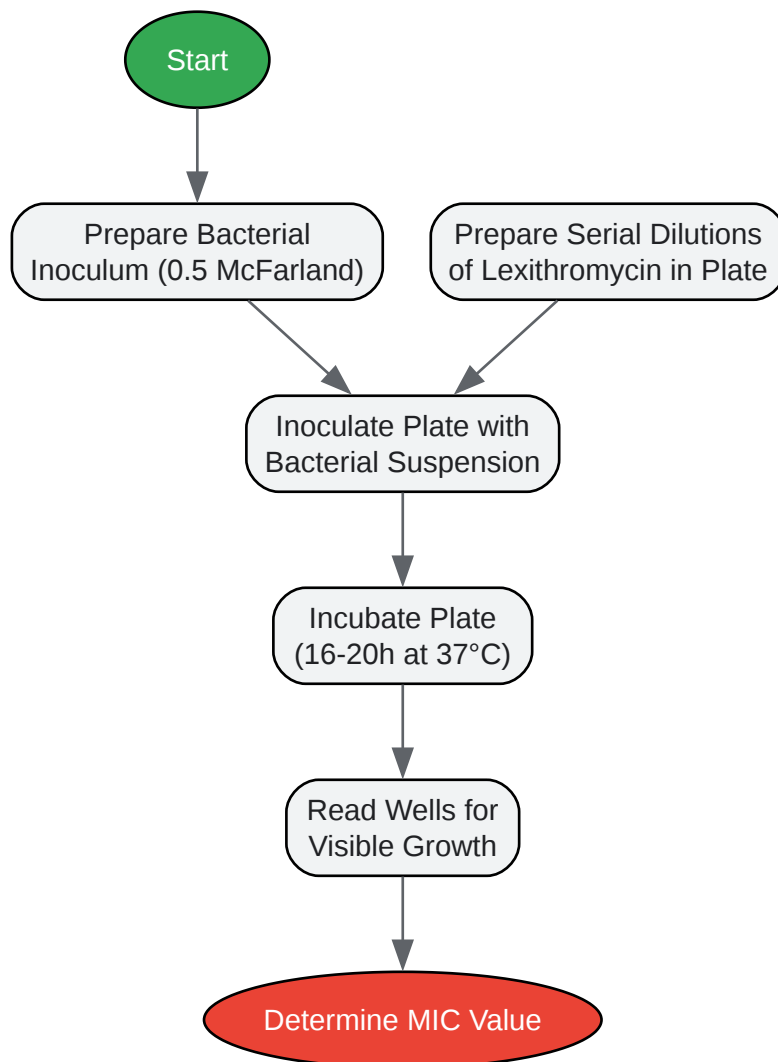 Start
Prepare Bacterial
Inoculum (0.5 McFarland)
Prepare Serial Dilutions
of Lexithromycin in Plate
Inoculate Plate with
Bacterial Suspension
Incubate Plate
(16-20h at 37°C)
Read Wells for
Visible Growth
Determine MIC Value